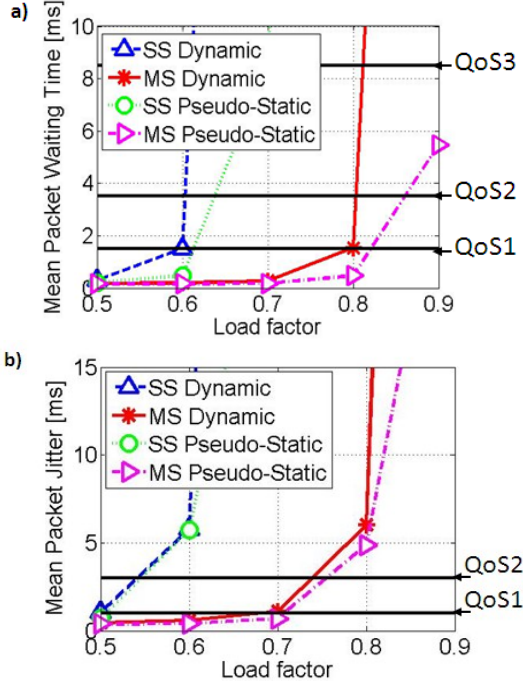 a)
Mean Packet Waiting Time [ms]
10
8
6
4
2
0
SS Dynamic
MS Dynamic
SS Pseudo-Static
MS Pseudo-Static
QoS3
QoS2
QoS1
0.5 0.6 0.7 0.8 0.9
Load factor
b)
Mean Packet Jitter [ms]
15
10
5
0
SS Dynamic
MS Dynamic
SS Pseudo-Static
MS Pseudo-Static
QoS2
QoS1
0.5 0.6 0.7 0.8 0.9
Load factor